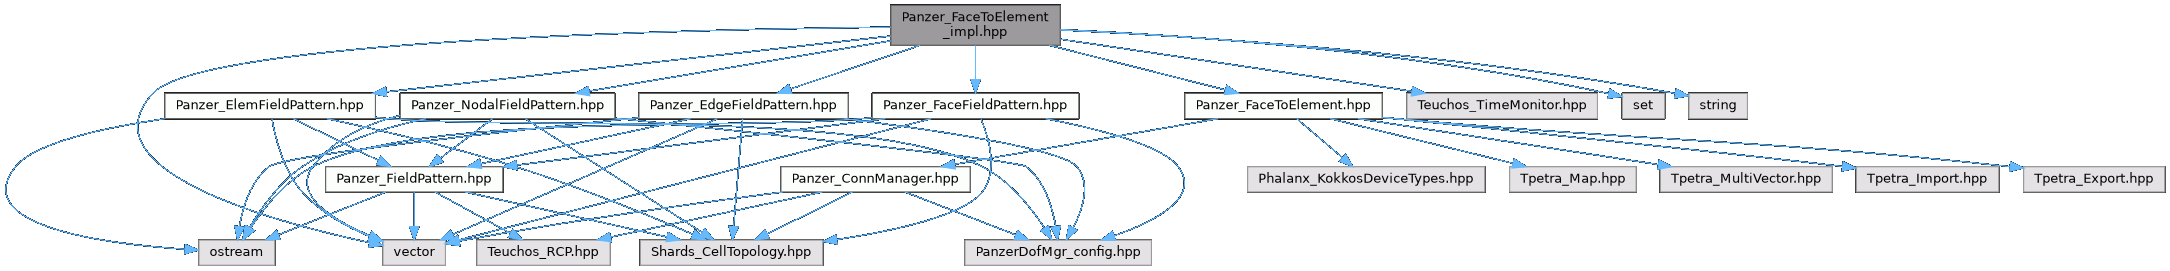 Panzer_FaceToElement
_impl.hpp
Panzer_ElemFieldPattern.hpp
Panzer_NodalFieldPattern.hpp
Panzer_EdgeFieldPattern.hpp
Panzer_FaceFieldPattern.hpp
Panzer_FaceToElement.hpp
Teuchos_TimeMonitor.hpp
set
string
Panzer_FieldPattern.hpp
Panzer_ConnManager.hpp
Phalanx_KokkosDeviceTypes.hpp
Tpetra_Map.hpp
Tpetra_MultiVector.hpp
Tpetra_Import.hpp
Tpetra_Export.hpp
ostream
vector
Teuchos_RCP.hpp
Shards_CellTopology.hpp
PanzerDofMgr_config.hpp